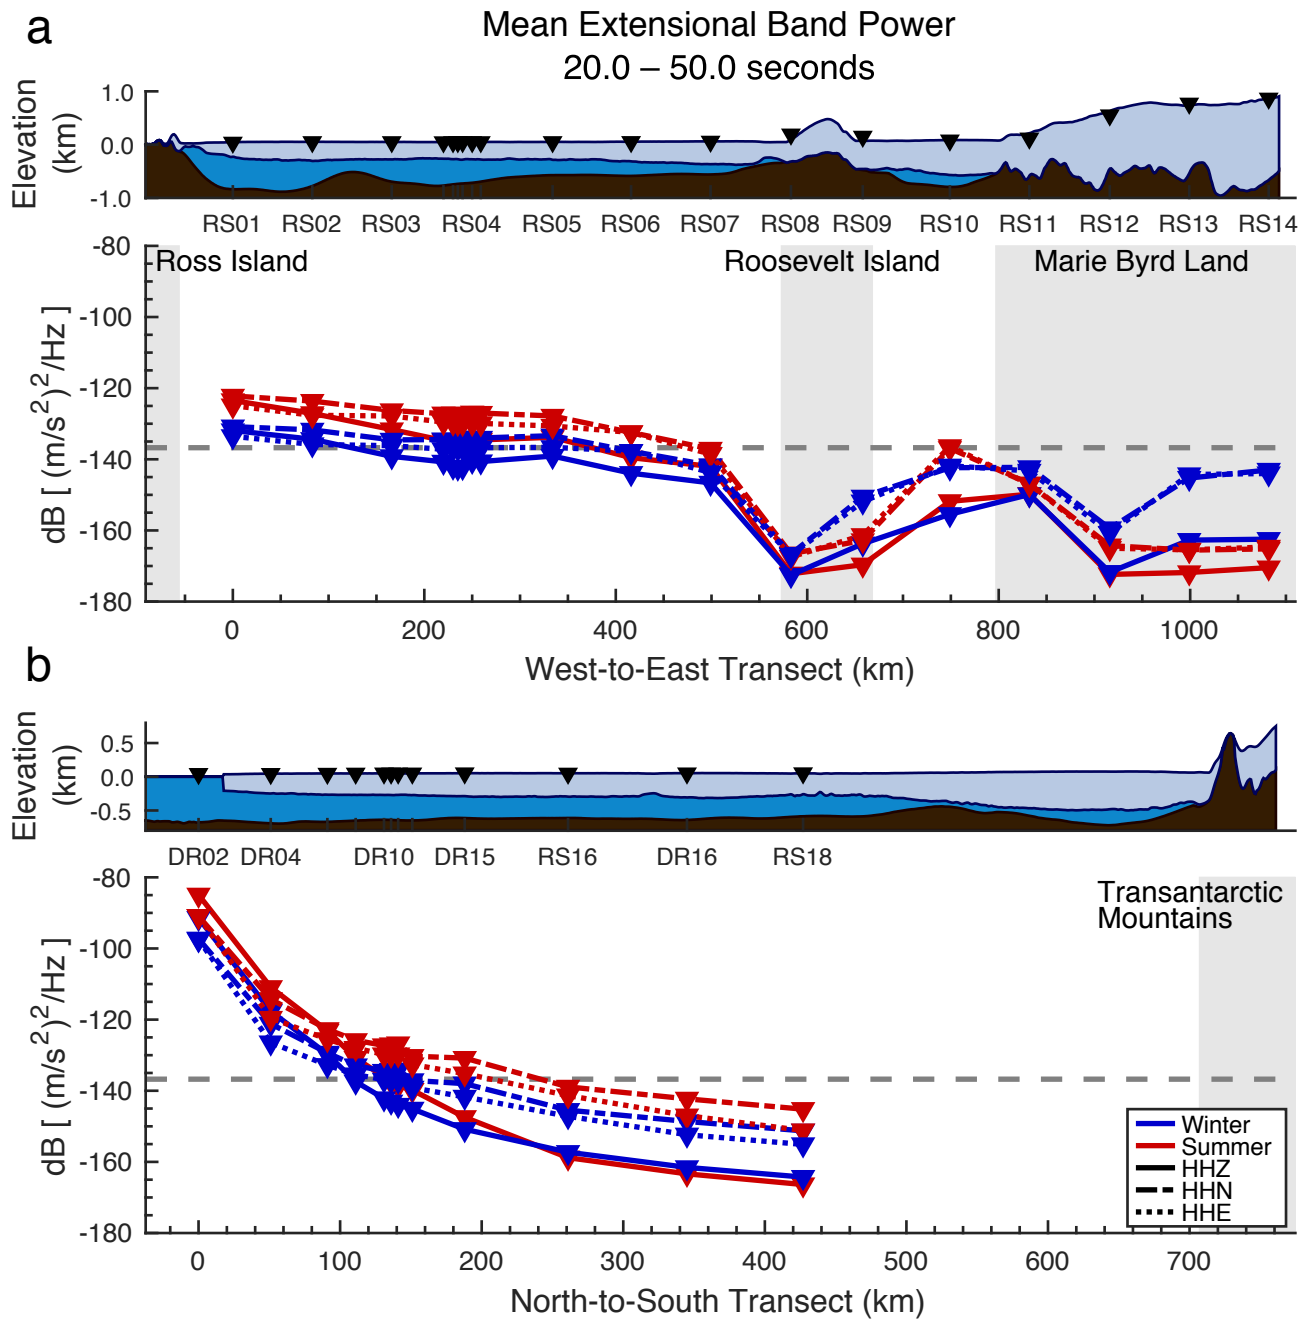 a
Mean Extensional Band Power
20.0 – 50.0 seconds
Elevation
(km)
1.0
0.0
-1.0
RS01 RS02 RS03 RS04 RS05 RS06 RS07 RS08 RS09 RS10 RS11 RS12 RS13 RS14
Ross Island Roosevelt Island Marie Byrd Land
dB [ (m/s²)²/Hz ]
-80
-100
-120
-140
-160
-180
0 200 400 600 800 1000
West-to-East Transect (km)
b
Elevation
(km)
0.5
0.0
-0.5
DR02 DR04 DR10 DR15 RS16 DR16 RS18
Transantarctic
Mountains
dB [ (m/s²)²/Hz ]
-80
-100
-120
-140
-160
-180
Winter
Summer
HHZ
HHN
HHE
0 100 200 300 400 500 600 700
North-to-South Transect (km)